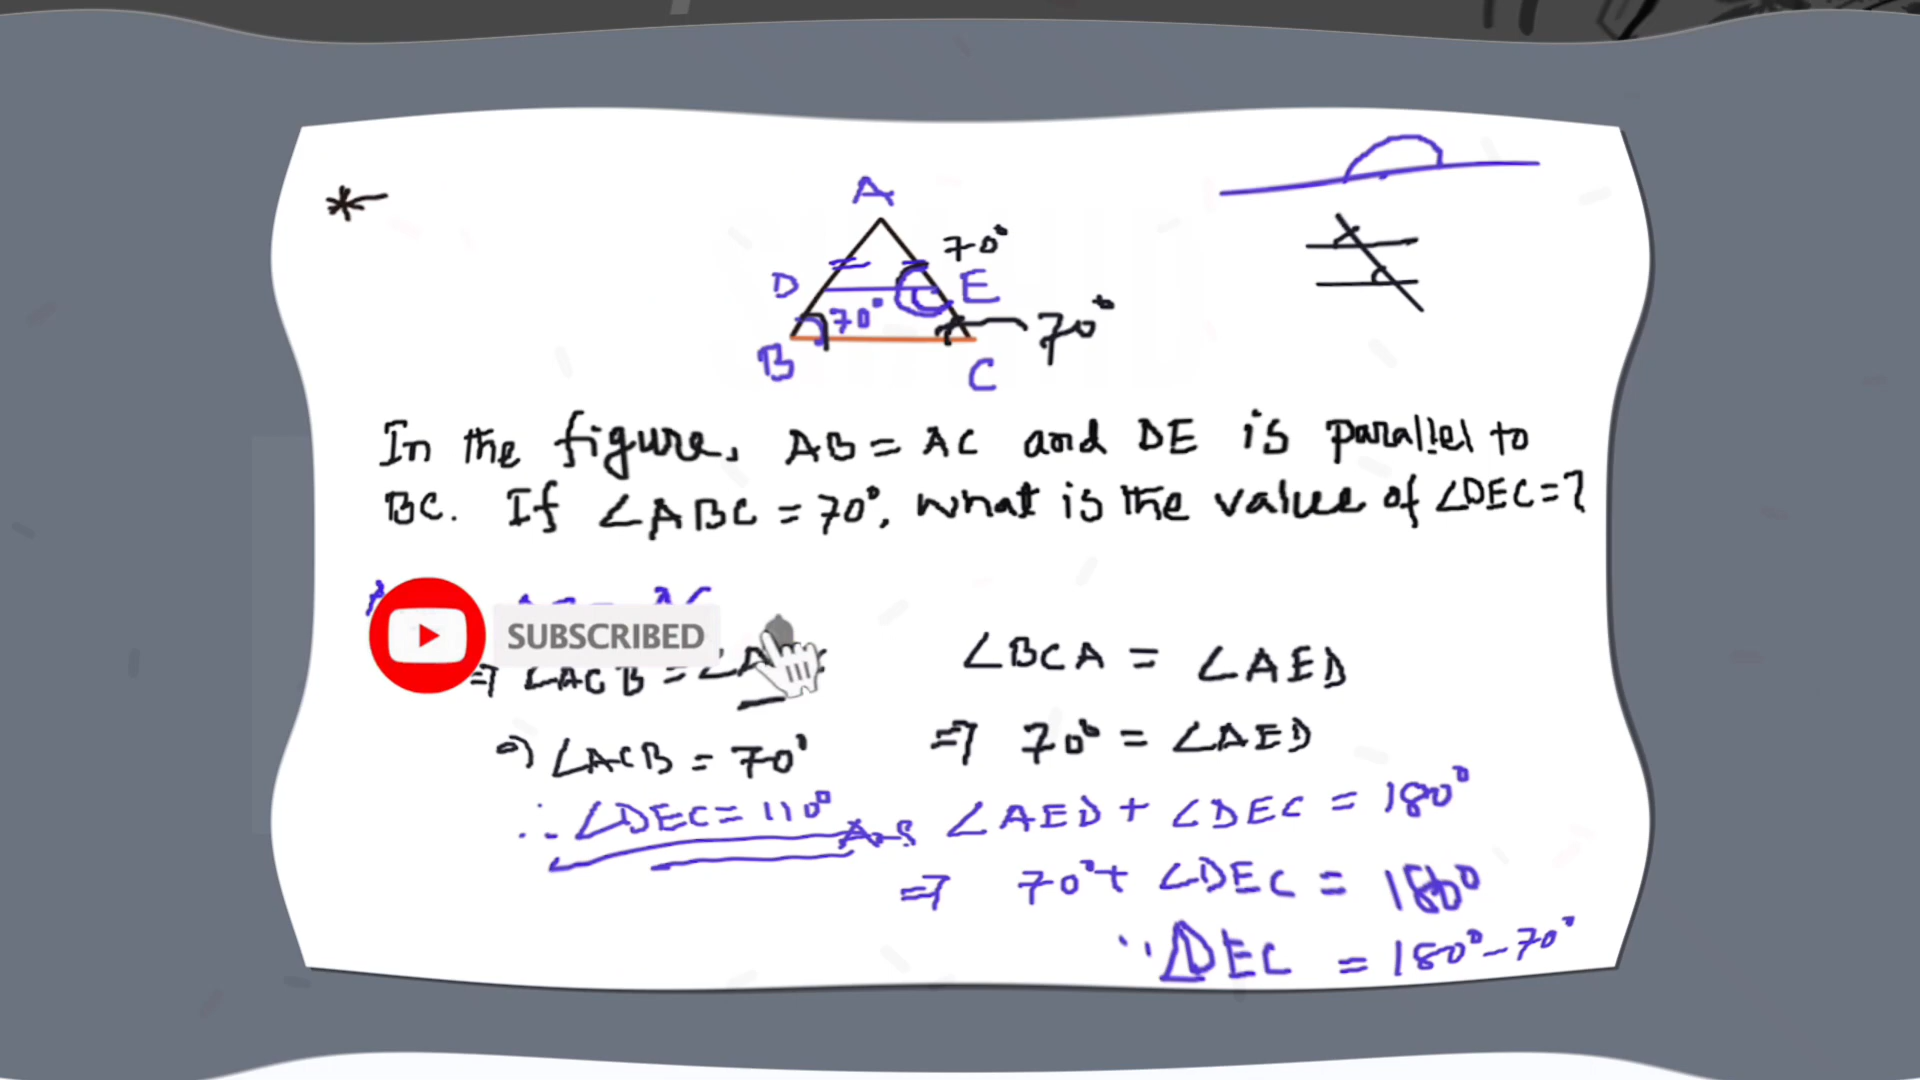 *-
A
70°
D
E
70°
70°
B
C
In the figure, AB = AC and DE is parallel to
BC. If ∠ABC = 70°, what is the value of ∠DEC=?
SUBSCRIBED
⇒ ∠ACB = ∠A
⇒ ∠ACB = 70°
∴ ∠DEC = 110°
Ans
∠BCA = ∠AED
⇒ 70° = ∠AED
∠AED + ∠DEC = 180°
⇒ 70° + ∠DEC = 180°
∵ DEC = 180° - 70°